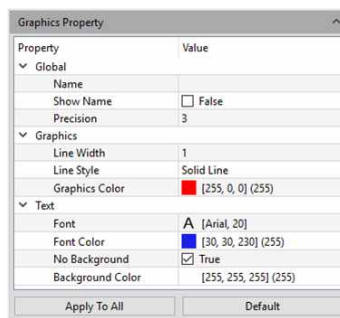 Graphics Property
Property Value
Global
Name
Show Name False
Precision 3
Graphics
Line Width 1
Line Style Solid Line
Graphics Color [255, 0, 0] (255)
Text
Font A [Arial, 20]
Font Color [30, 30, 230] (255)
No Background True
Background Color [255, 255, 255] (255)
Apply To All Default